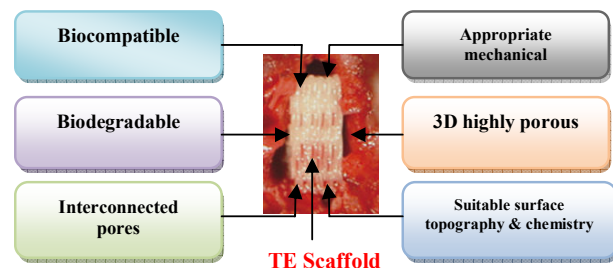 Biocompatible
Appropriate
mechanical
Biodegradable
3D highly porous
Interconnected
pores
Suitable surface
topography & chemistry
TE Scaffold